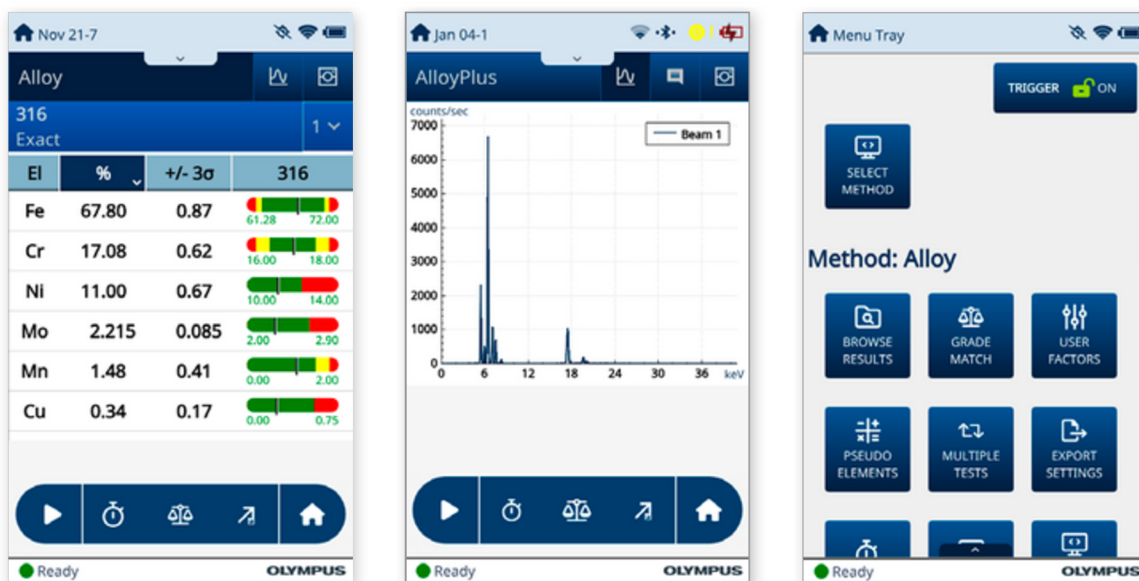 Nov 21-7
Alloy
316
Exact
1
El % +/- 3σ 316
Fe 67.80 0.87 61.28 72.00
Cr 17.08 0.62 16.00 18.00
Ni 11.00 0.67 10.00 14.00
Mo 2.215 0.085 2.00 2.90
Mn 1.48 0.41 0.00 2.00
Cu 0.34 0.17 0.00 0.75
Ready OLYMPUS
Jan 04-1
AlloyPlus
counts/sec
7000
Beam 1
6000
5000
4000
3000
2000
1000
0
0 6 12 18 24 30 36 keV
Ready OLYMPUS
Menu Tray
TRIGGER ON
SELECT
METHOD
Method: Alloy
BROWSE
RESULTS
GRADE
MATCH
USER
FACTORS
PSEUDO
ELEMENTS
MULTIPLE
TESTS
EXPORT
SETTINGS
Ready OLYMPUS